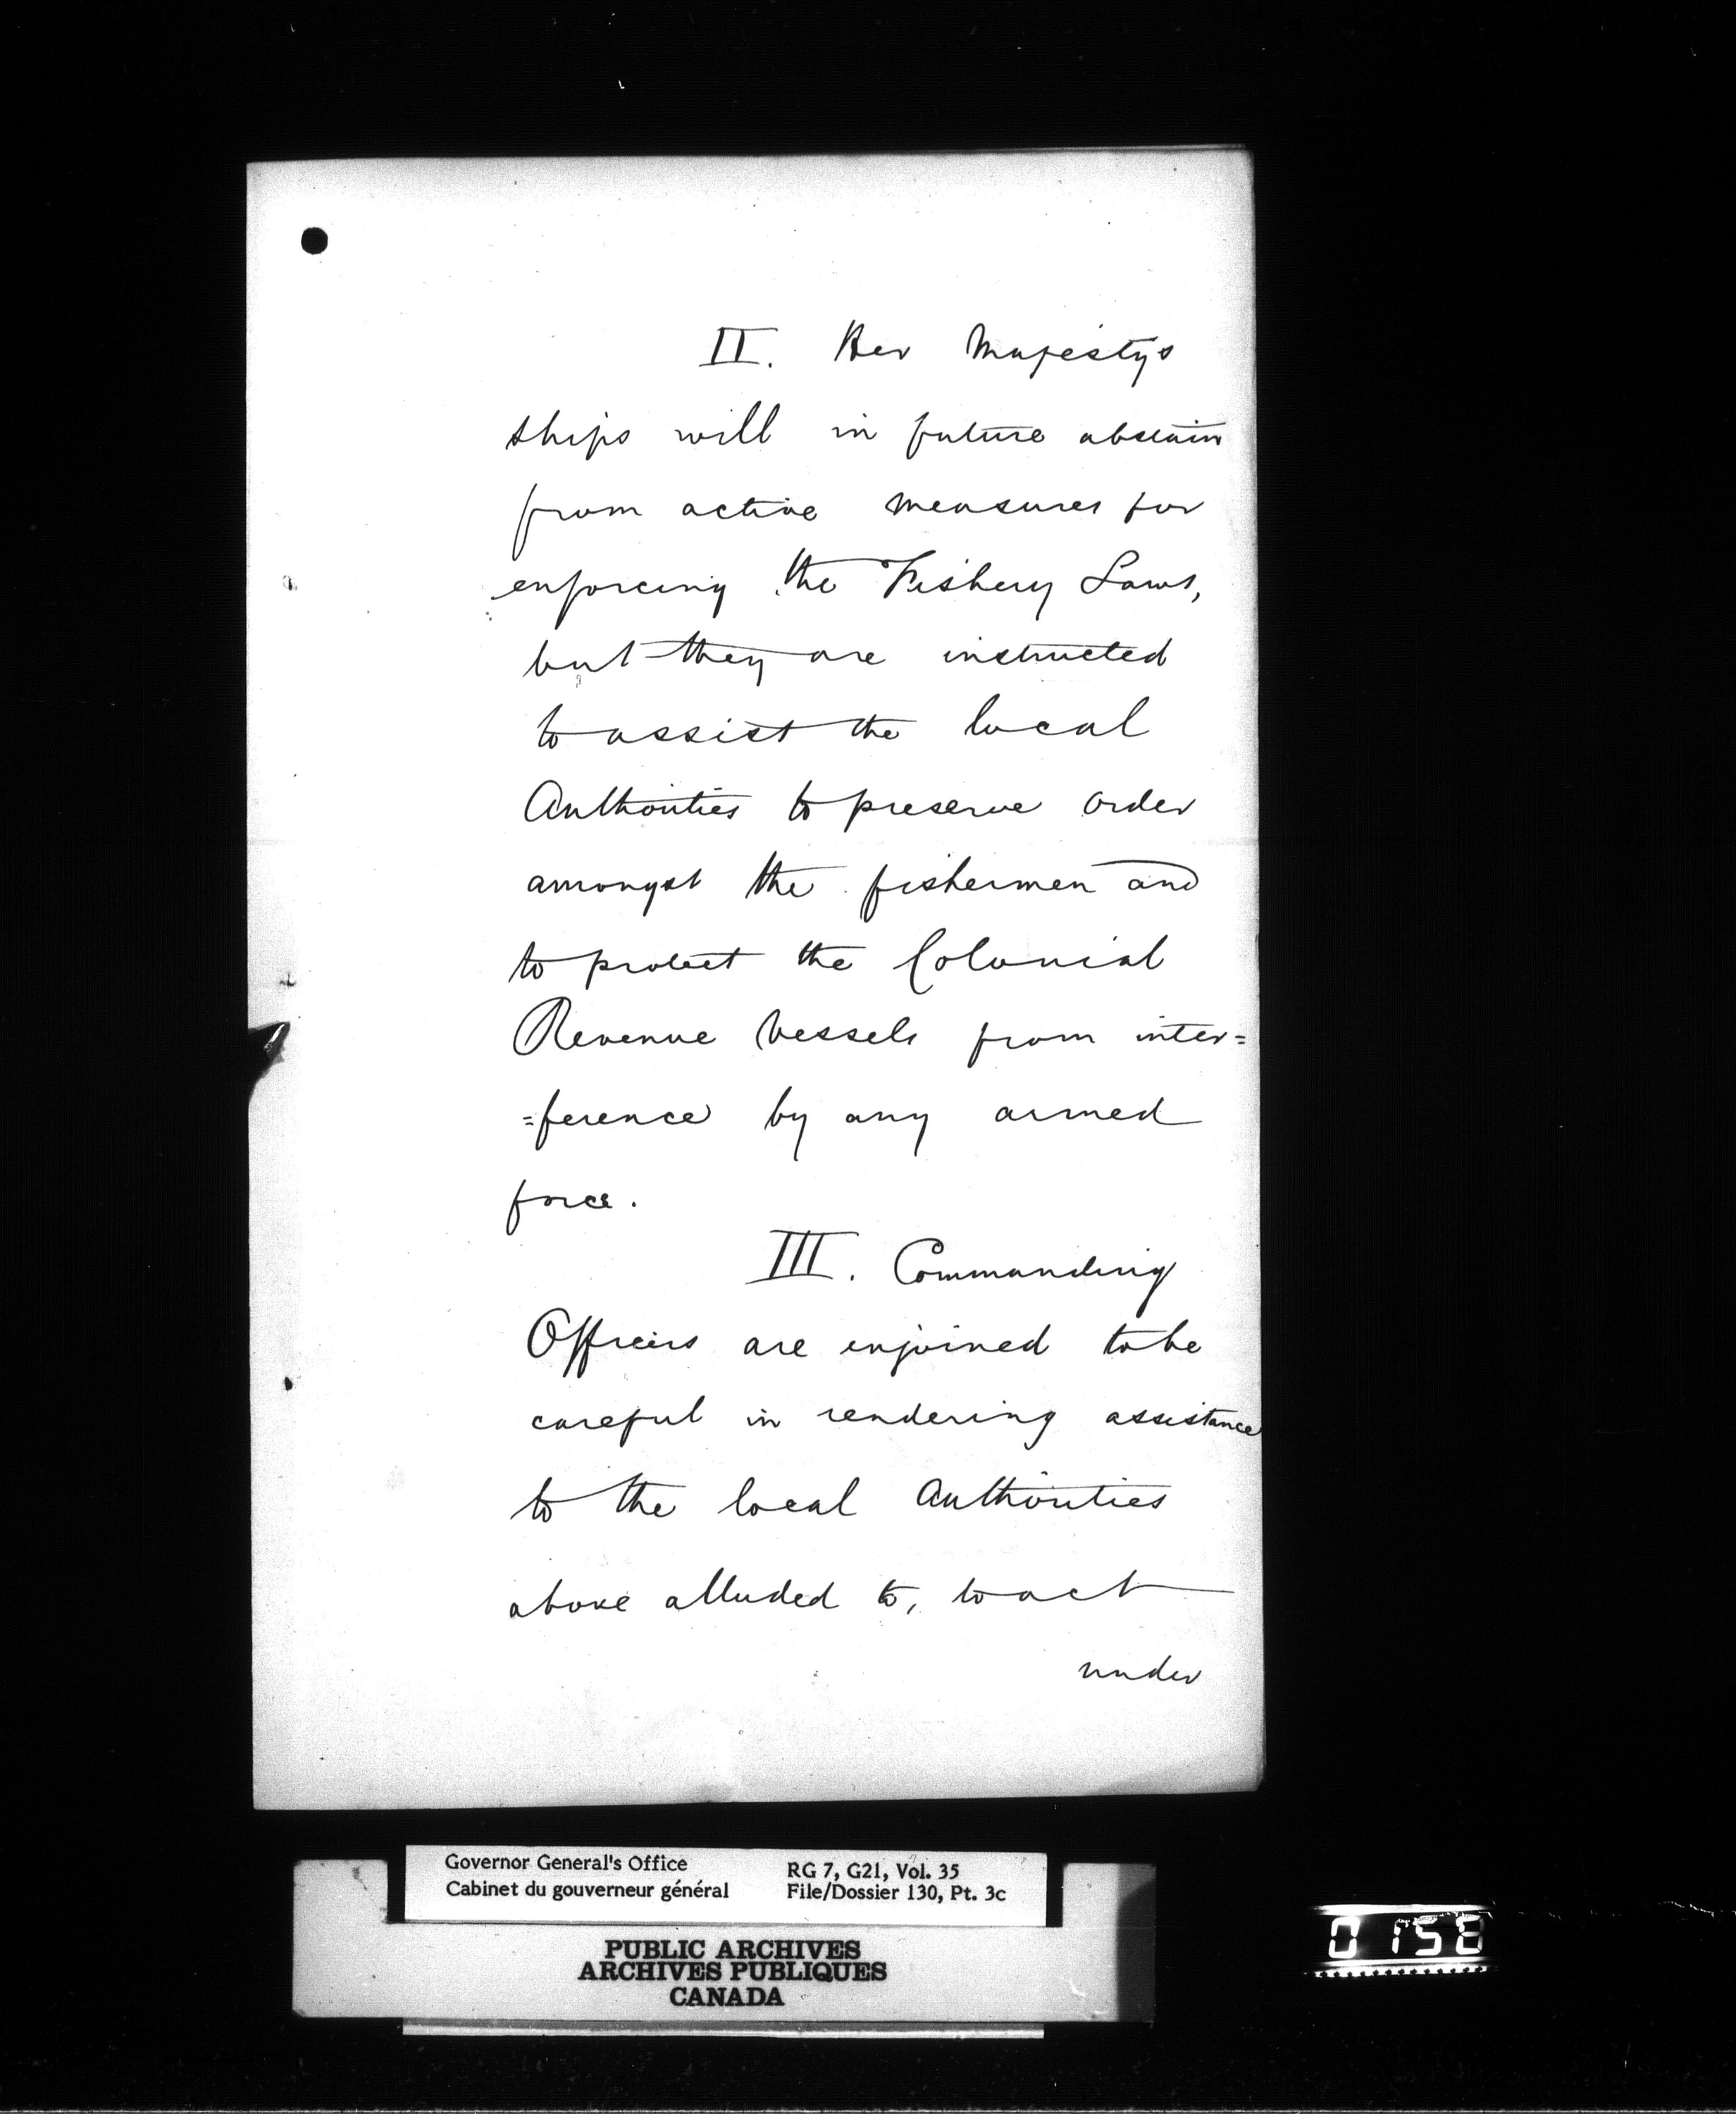 II. Her Majestys
ships will in future abstain
from active measures for
enforcing the Fishery Laws,
but they are instructed
to assist the local
Authorities to preserve order
amongst the fishermen and
to protect the Colonial
Revenue Vessels from inter=
=ference by any armed
force.
III. Commanding
Officers are enjoined to be
careful in rendering assistance
to the local Authorities
above alluded to, to act
under
Governor General's Office
Cabinet du gouverneur général
RG 7, G21, Vol. 35
File/Dossier 130, Pt. 3c
PUBLIC ARCHIVES
ARCHIVES PUBLIQUES
CANADA
0158